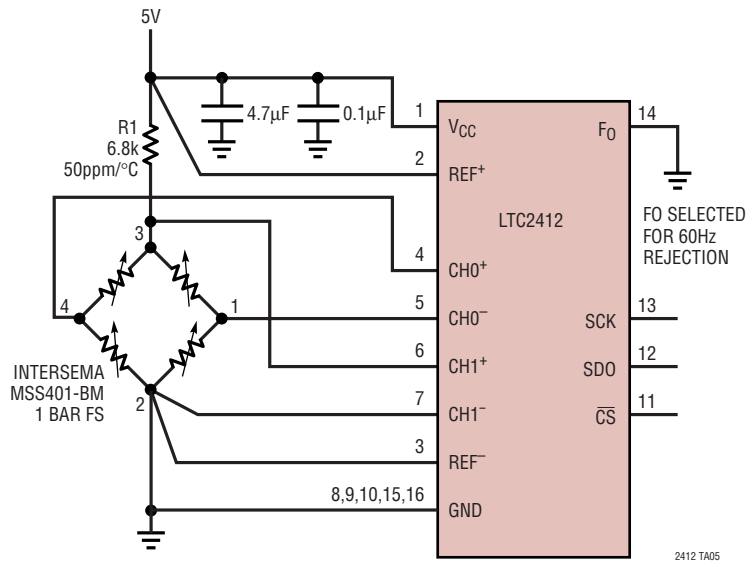 5V
4.7µF
0.1µF
R1
6.8k
50ppm/°C
1
VCC
2
REF+
LTC2412
14
FO
FO SELECTED
FOR 60Hz
REJECTION
3
4
1
2
INTERSEMA
MSS401-BM
1 BAR FS
4
CH0+
5
CH0–
6
CH1+
7
CH1–
3
REF–
8,9,10,15,16
GND
13
SCK
12
SDO
11
CS
2412 TA05